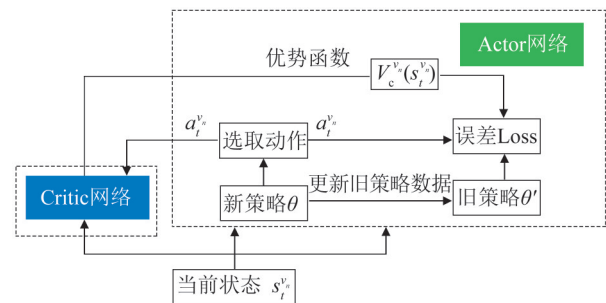 Actor网络
优势函数
V_c^{v_n}(s_t^{v_n})
a_t^{v_n}
选取动作
a_t^{v_n}
误差Loss
Critic网络
更新旧策略数据
新策略θ
旧策略θ′
当前状态 s_t^{v_n}